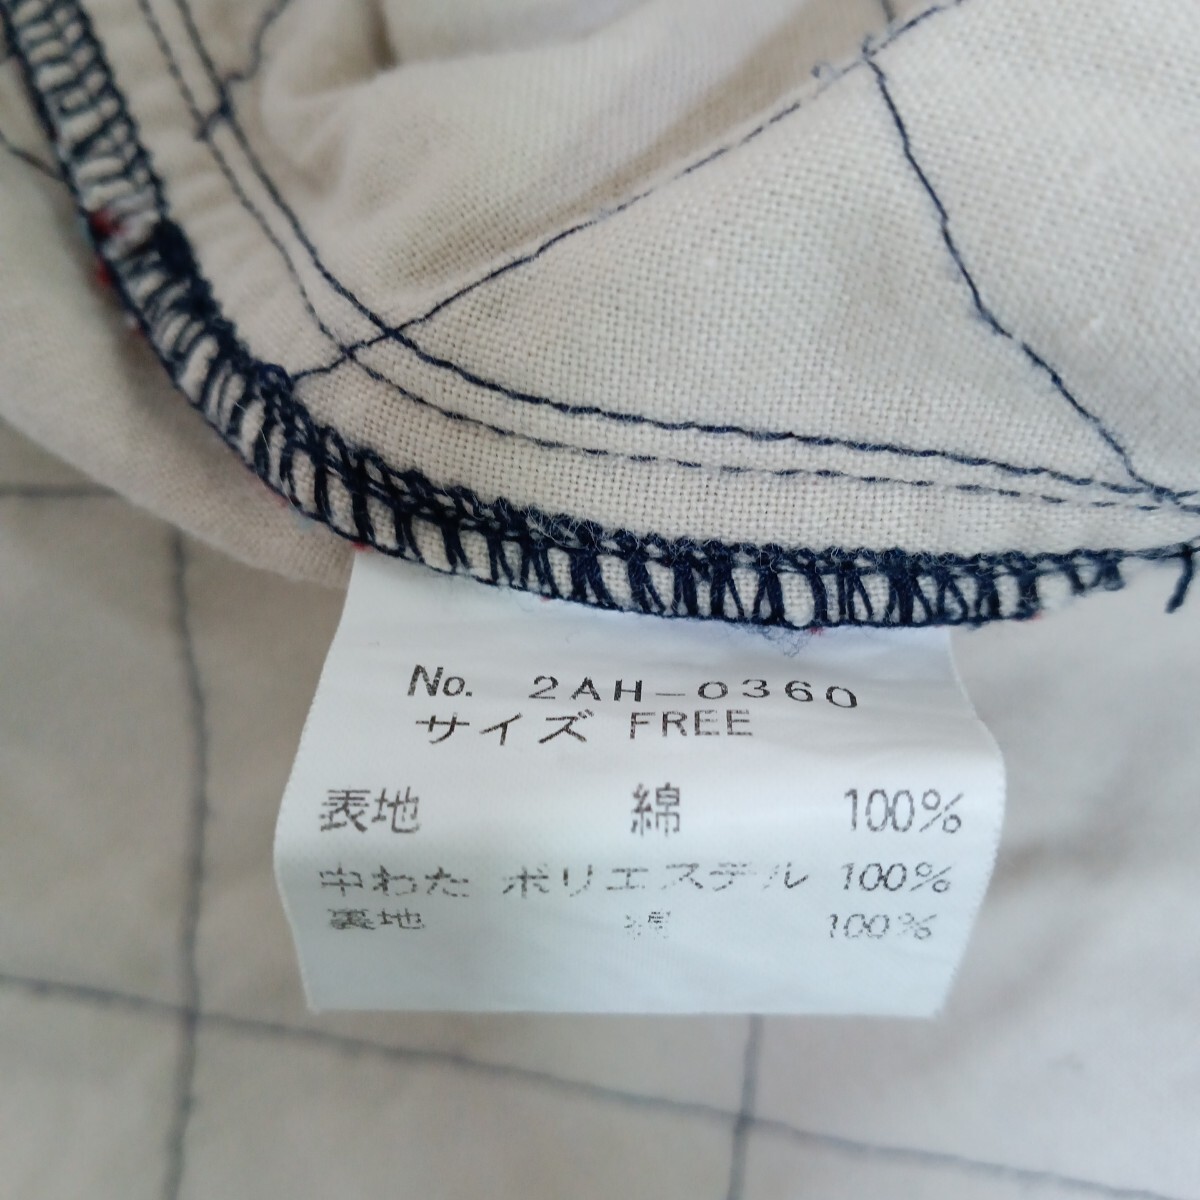 No. 2AH-0360
サイズ FREE
表地 綿 100%
中わた ポリエステル 100%
裏地 綿 100%